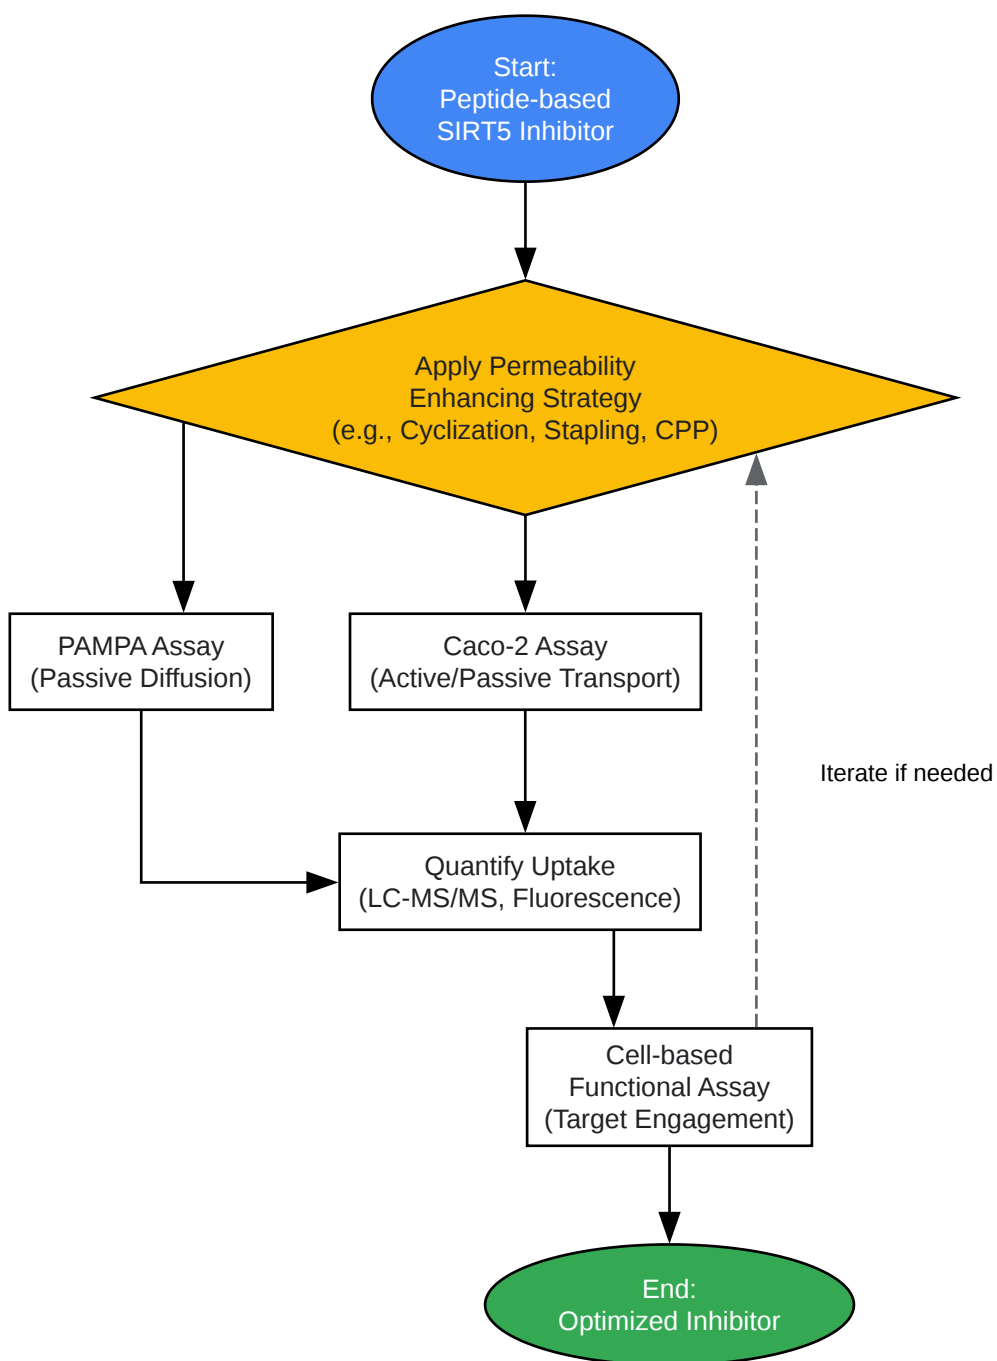 Start:
Peptide-based
SIRT5 Inhibitor
Apply Permeability
Enhancing Strategy
(e.g., Cyclization, Stapling, CPP)
PAMPA Assay
(Passive Diffusion)
Caco-2 Assay
(Active/Passive Transport)
Iterate if needed
Quantify Uptake
(LC-MS/MS, Fluorescence)
Cell-based
Functional Assay
(Target Engagement)
End:
Optimized Inhibitor